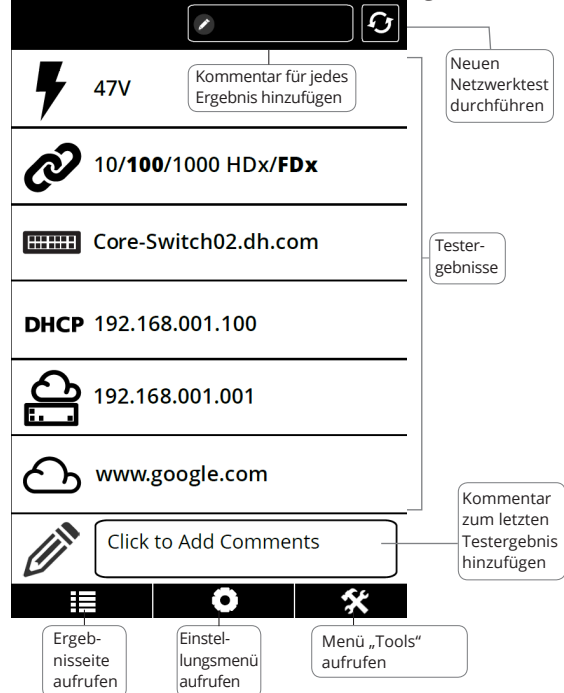 Kommentar für jedes
Ergebnis hinzufügen
Neuen
Netzwerktest
durchführen
47V
10/100/1000 HDx/FDx
Core-Switch02.dh.com
Tester-
gebnisse
DHCP 192.168.001.100
192.168.001.001
www.google.com
Kommentar
zum letzten
Testergebnis
hinzufügen
Click to Add Comments
Ergeb-
nisseite
aufrufen
Einstel-
lungsmenü
aufrufen
Menü „Tools“
aufrufen